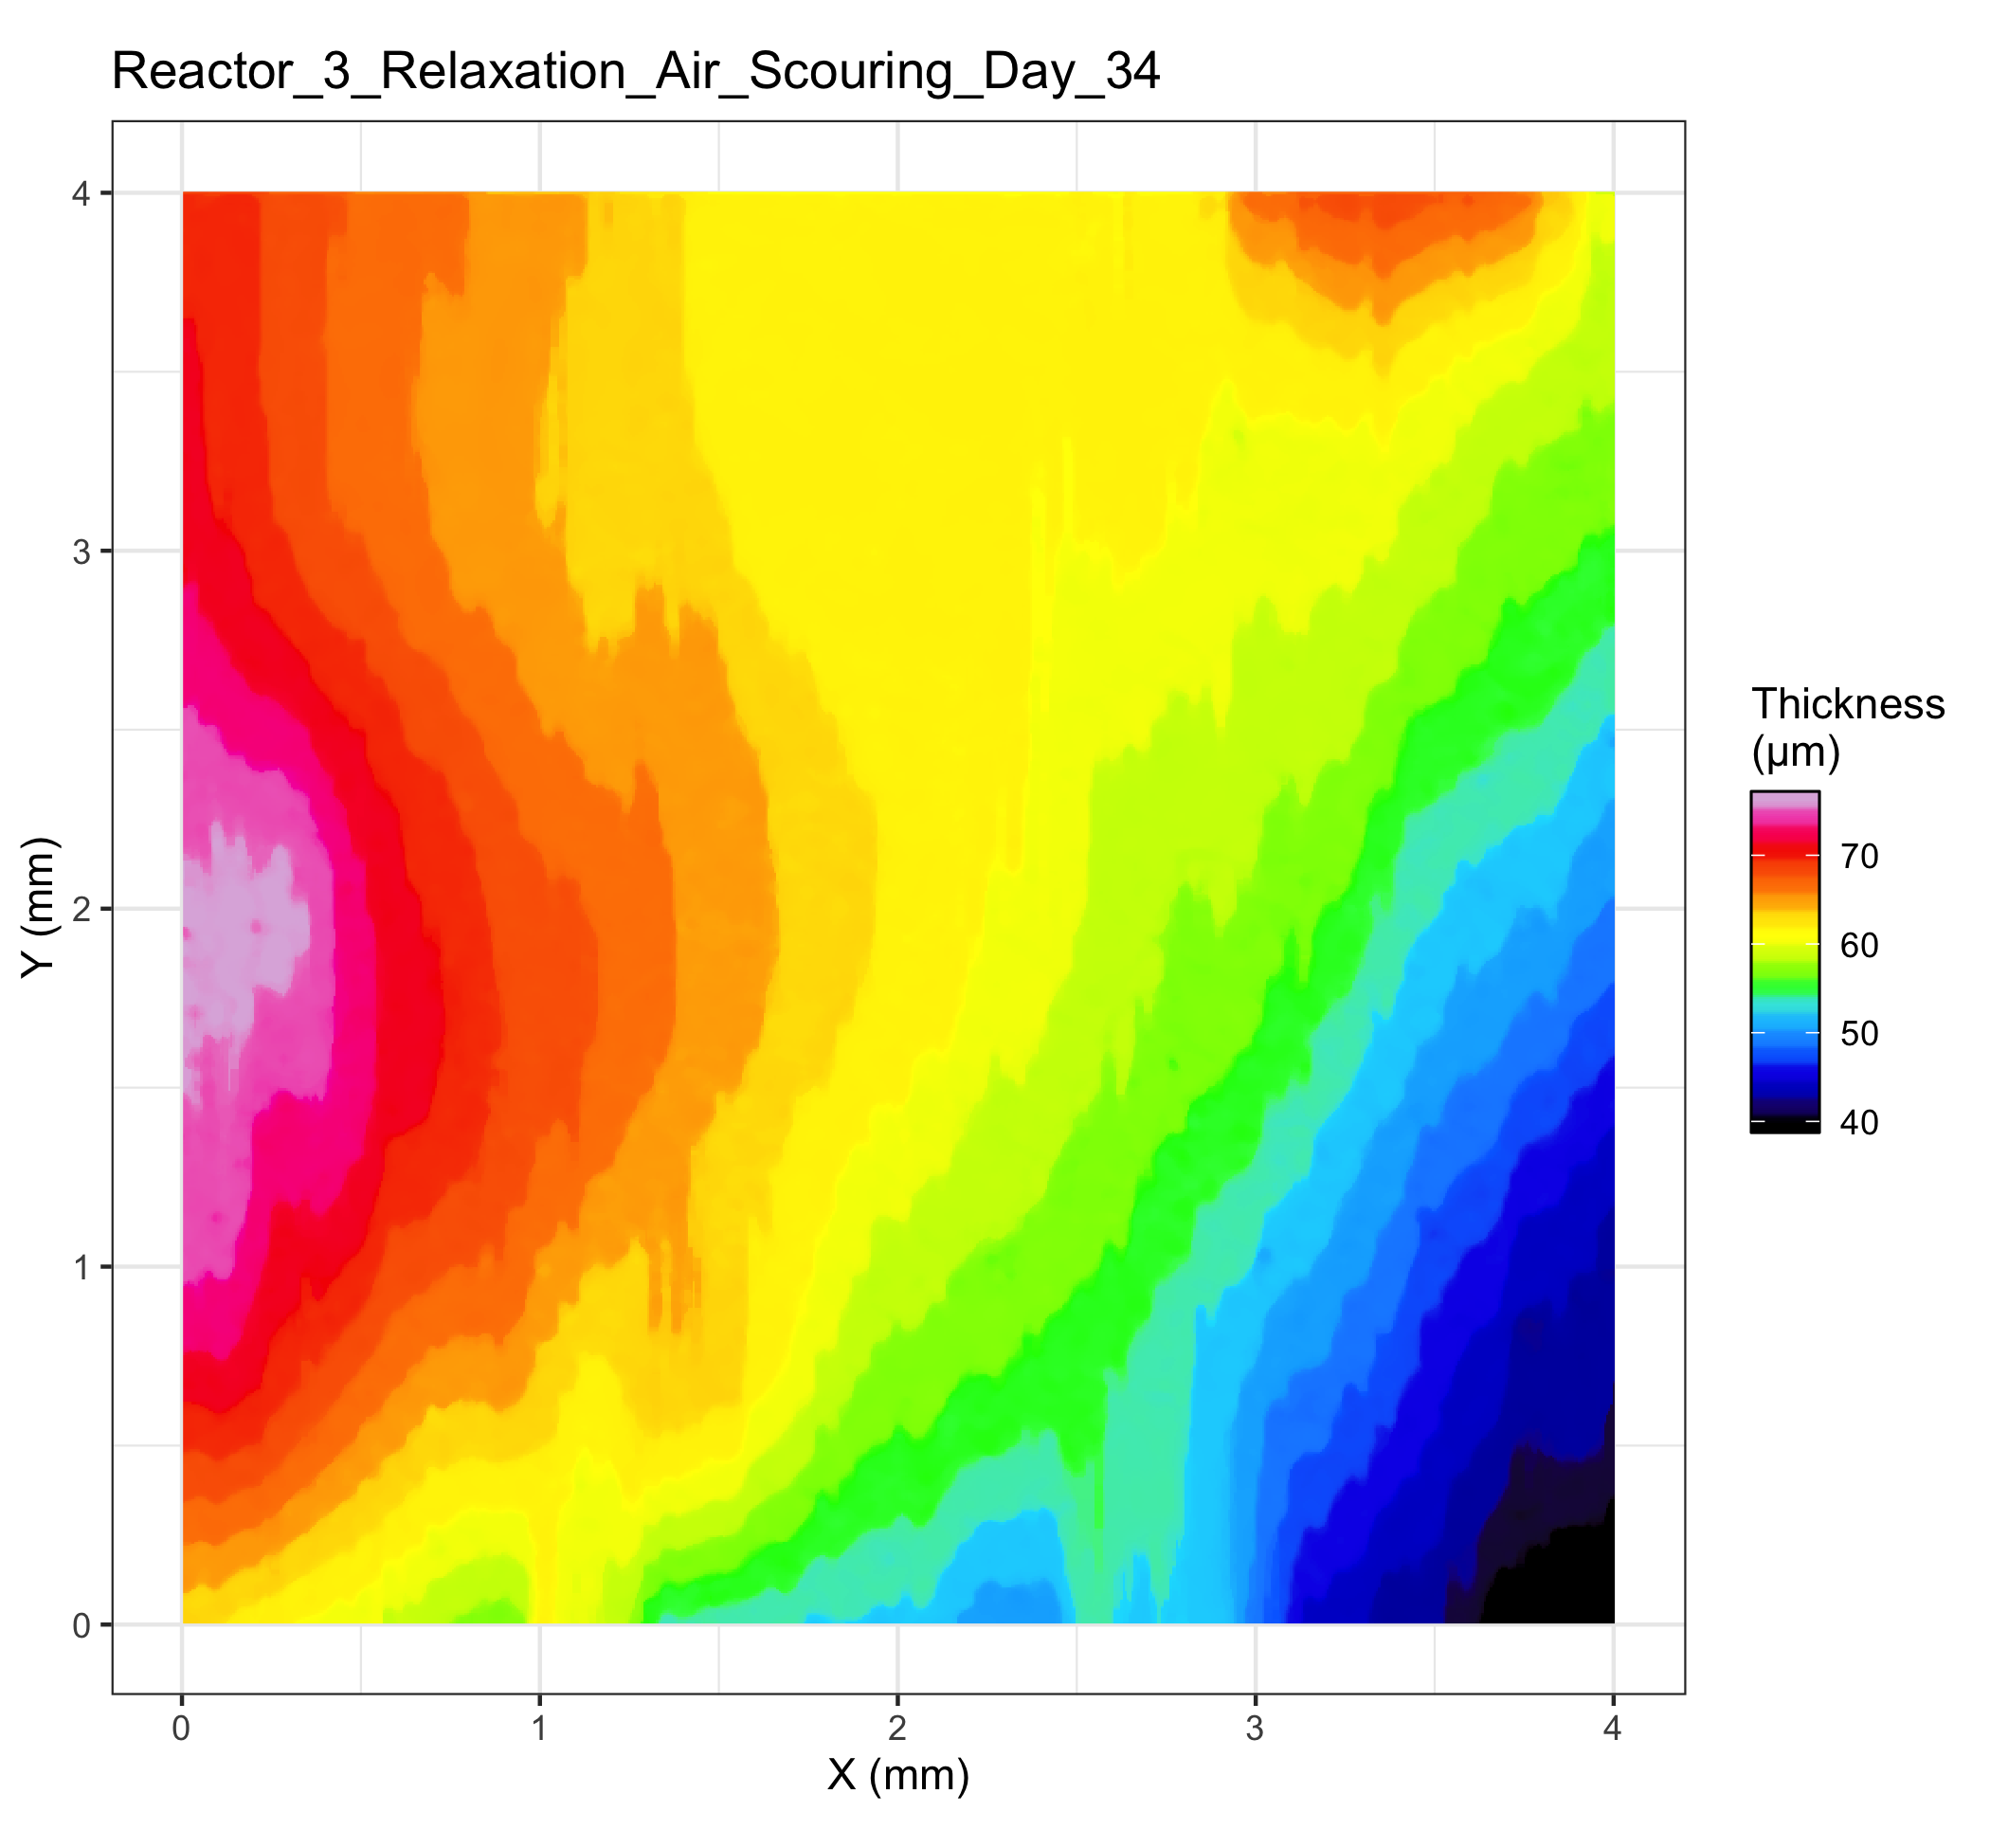 Reactor_3_Relaxation_Air_Scouring_Day_34
4
3
2
1
0
Y (mm)
0 1 2 3 4
X (mm)
Thickness
(µm)
70
60
50
40